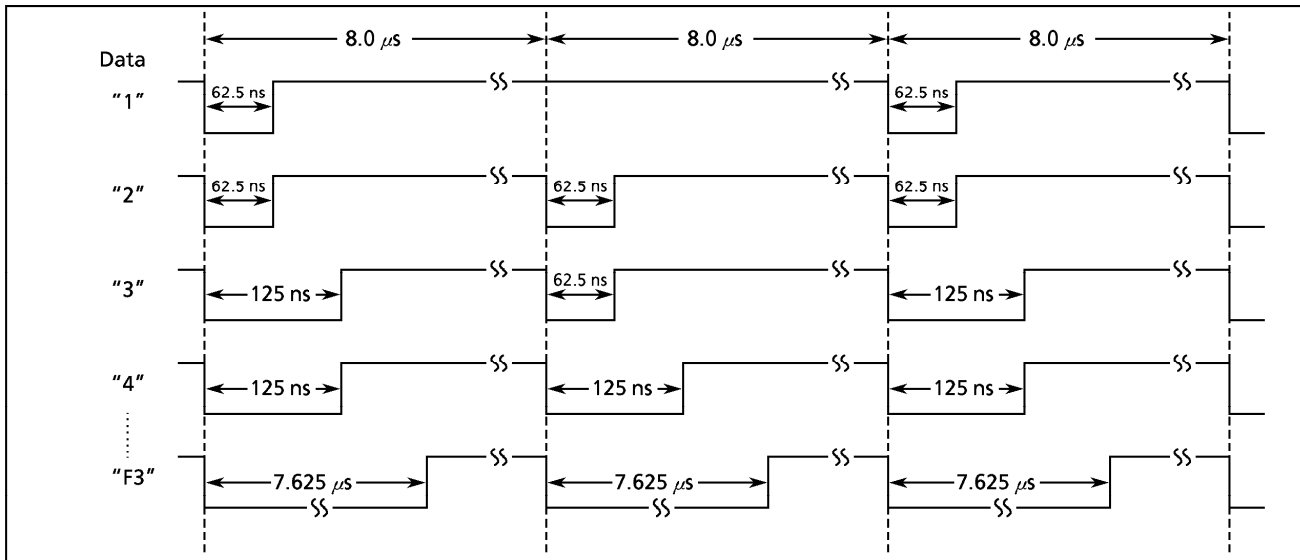 8.0 μs 8.0 μs 8.0 μs
Data
“1” 62.5 ns 62.5 ns
“2” 62.5 ns 62.5 ns 62.5 ns
“3” 125 ns 62.5 ns 125 ns
“4” 125 ns 125 ns 125 ns
“F3” 7.625 μs 7.625 μs 7.625 μs